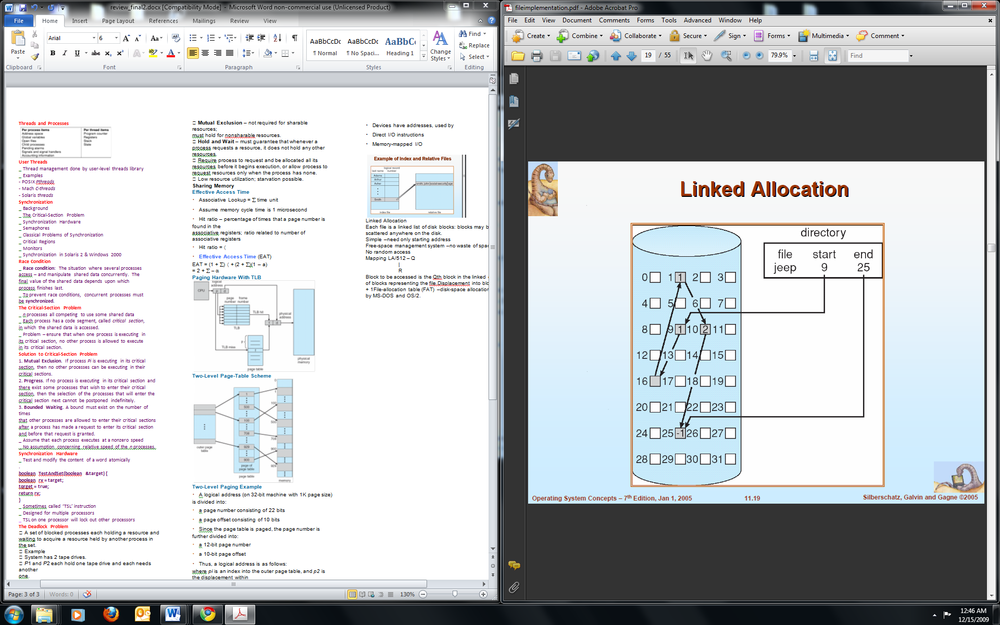 review_final2.docx [Compatibility Mode] - Microsoft Word non-commercial use (Unlicensed Product)
File Home Insert Page Layout References Mailings Review View
Paste
Clipboard
Arial 6
Font
Paragraph
AaBbCcDc AaBbCcDc AaBbC
¶ Normal ¶ No Spaci... Heading 1
Change Styles
Styles
Find
Replace
Select
Editing
Threads and Processes
Per process items Per thread items
Address space Program counter
Global variables Registers
Open files Stack
Child processes State
Pending alarms
Signals and signal handlers
Accounting information
User Threads
_ Thread management done by user-level threads library
_ Examples
- POSIX Pthreads
- Mach C-threads
- Solaris threads
Synchronization
_ Background
_ The Critical-Section Problem
_ Synchronization Hardware
_ Semaphores
_ Classical Problems of Synchronization
_ Critical Regions
_ Monitors
_ Synchronization in Solaris 2 & Windows 2000
Race Condition
_ Race condition: The situation where several processes
access – and manipulate shared data concurrently. The
final value of the shared data depends upon which
process finishes last.
_ To prevent race conditions, concurrent processes must
be synchronized.
The Critical-Section Problem
_ n processes all competing to use some shared data
_ Each process has a code segment, called critical section,
in which the shared data is accessed.
_ Problem – ensure that when one process is executing in
its critical section, no other process is allowed to execute
in its critical section.
Solution to Critical-Section Problem
1. Mutual Exclusion. If process Pi is executing in its critical
section, then no other processes can be executing in their
critical sections.
2. Progress. If no process is executing in its critical section and
there exist some processes that wish to enter their critical
section, then the selection of the processes that will enter the
critical section next cannot be postponed indefinitely.
3. Bounded Waiting. A bound must exist on the number of
times
that other processes are allowed to enter their critical sections
after a process has made a request to enter its critical section
and before that request is granted.
_ Assume that each process executes at a nonzero speed
_ No assumption concerning relative speed of the n processes.
Synchronization Hardware
_ Test and modify the content of a word atomically
.
boolean TestAndSet(boolean &target) {
boolean rv = target;
target = true;
return rv;
}
_ Sometimes called 'TSL' instruction
_ Designed for multiple processors
_ TSL on one processor will lock out other processors
The Deadlock Problem
□ A set of blocked processes each holding a resource and
waiting to acquire a resource held by another process in
the set.
□ Example
□ System has 2 tape drives.
□ P1 and P2 each hold one tape drive and each needs
another
one.
□ Mutual Exclusion – not required for sharable
resources;
must hold for nonsharable resources.
□ Hold and Wait – must guarantee that whenever a
process requests a resource, it does not hold any other
resources.
□ Require process to request and be allocated all its
resources before it begins execution, or allow process to
request resources only when the process has none.
□ Low resource utilization; starvation possible.
Sharing Memory
Effective Access Time
· Associative Lookup = Σ time unit
· Assume memory cycle time is 1 microsecond
· Hit ratio – percentage of times that a page number is
found in the
associative registers; ratio related to number of
associative registers
· Hit ratio = ⟨
· Effective Access Time (EAT)
EAT = (1 + Σ) ⟨ + (2 + Σ)(1 – a)
= 2 + Σ – α
Paging Hardware With TLB
logical address
CPU p d
page number frame number
TLB hit
physical address
f d
TLB
p
TLB miss
f
physical memory
page table
Two-Level Page-Table Scheme
0
1 1
500 100
100 500
708 708
929 900
900 929
outer page table
page of page table
page table
memory
Two-Level Paging Example
· A logical address (on 32-bit machine with 1K page size)
is divided into:
· a page number consisting of 22 bits
· a page offset consisting of 10 bits
· Since the page table is paged, the page number is
further divided into:
· a 12-bit page number
· a 10-bit page offset
· Thus, a logical address is as follows:
where pi is an index into the outer page table, and p2 is
the displacement within
· Devices have addresses, used by
· Direct I/O instructions
· Memory-mapped I/O
Example of Index and Relative Files
last name logical record number
Adams
Arthur
Asher
Smith
smith, john social-security age
index file relative file
Linked Allocation
Each file is a linked list of disk blocks: blocks may b
scattered anywhere on the disk.
Simple –need only starting address
Free-space management system –no waste of spac
No random access
Mapping LA/512 – Q
|
R
Block to be accessed is the Qth block in the linked
of blocks representing the file.Displacement into blo
+ 1File-allocation table (FAT) –disk-space allocation
by MS-DOS and OS/2.
Page: 3 of 3 Words: 0 130%
fileimplementation.pdf - Adobe Acrobat Pro
File Edit View Document Comments Forms Tools Advanced Window Help
Create Combine Collaborate Secure Sign Forms Multimedia Comment
19 / 55 79.9% Find
Linked Allocation
directory
file start end
jeep 9 25
0 1 1 2 3
4 5 6 7
8 9 1 10 2 11
12 13 14 15
16 17 18 19
20 21 22 23
24 25 -1 26 27
28 29 30 31
Operating System Concepts – 7th Edition, Jan 1, 2005 11.19 Silberschatz, Galvin and Gagne ©2005
12:46 AM
12/15/2009